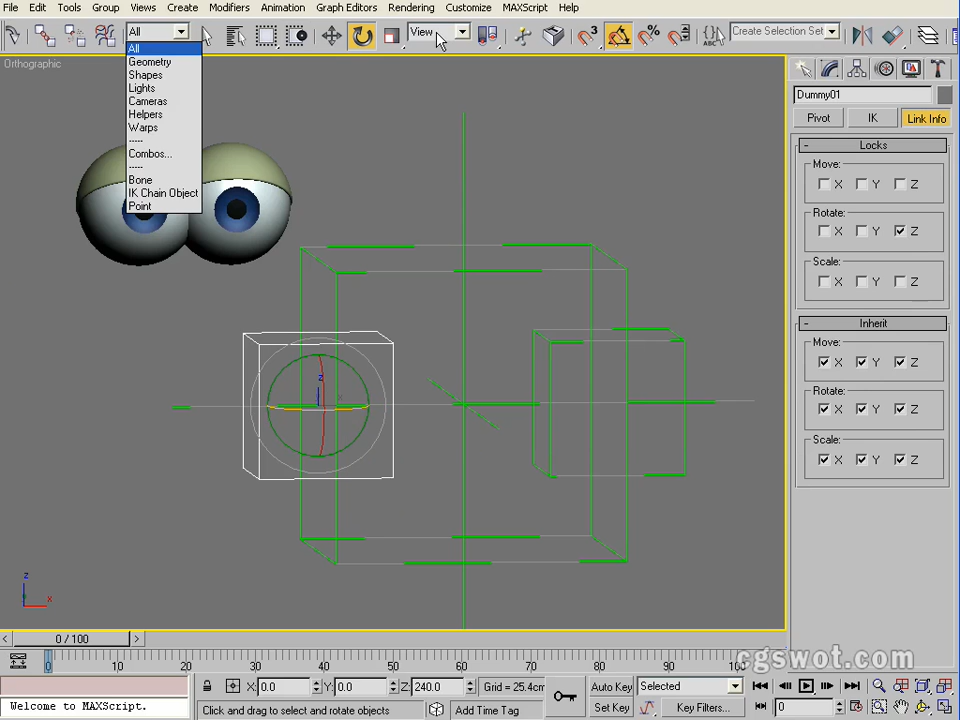 File Edit Tools Group Views Create Modifiers Animation Graph Editors Rendering Customize MAXScript Help
All View 3 % Create Selection Set
Orthographic
All
Geometry
Shapes
Lights
Cameras
Helpers
Warps
-----
Combos...
-----
Bone
IK Chain Object
Point
Dummy01
Pivot IK Link Info
- Locks
Move:
X Y Z
Rotate:
X Y Z
Scale:
X Y Z
- Inherit
Move:
X Y Z
Rotate:
X Y Z
Scale:
X Y Z
z
x
z
x
< 0 / 100 >
0 10 20 30 40 50 60 70 80 90 100
cgswot.com
X: 0.0 Y: 0.0 Z: 240.0 Grid = 25.4cm Auto Key Selected
Welcome to MAXScript. Click and drag to select and rotate objects Add Time Tag Set Key Key Filters... 0